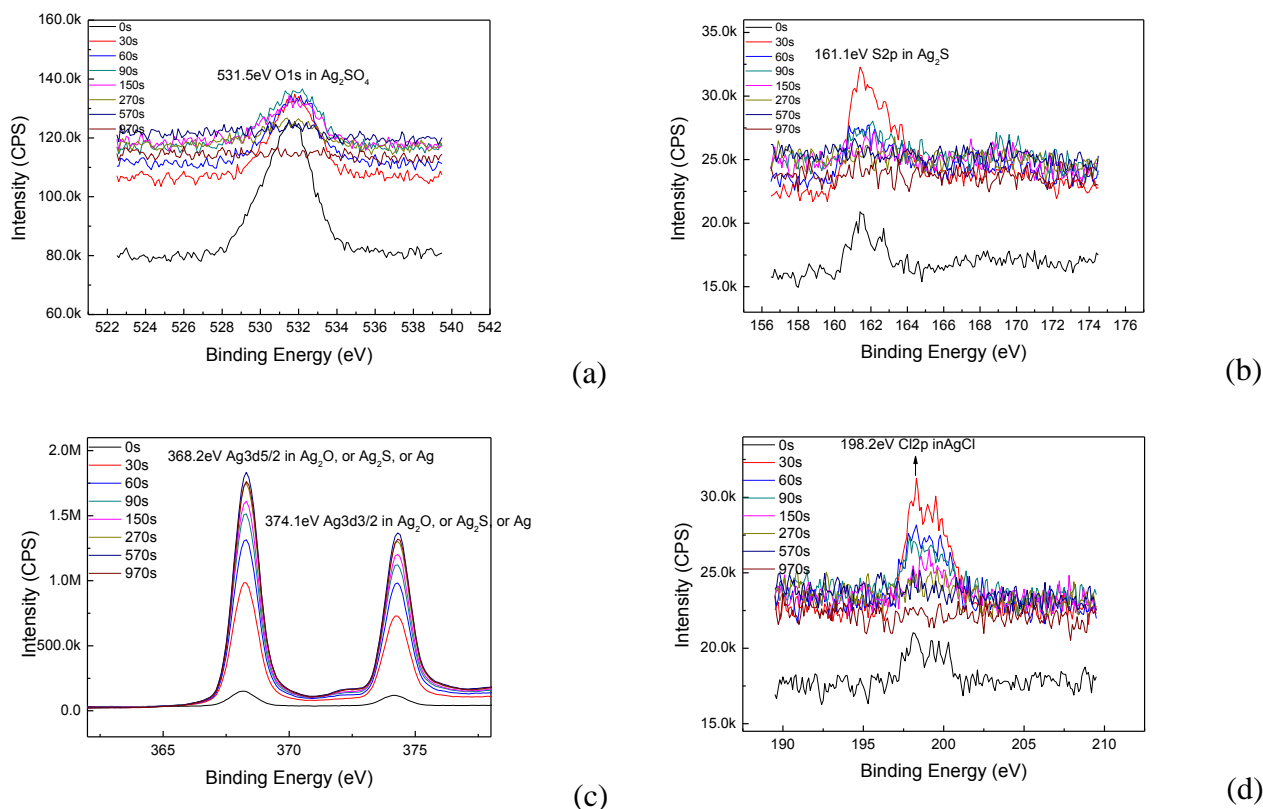 160.0k
140.0k
120.0k
100.0k
80.0k
60.0k
Intensity (CPS)
0s
30s
60s
90s
150s
270s
570s
970s
531.5eV O1s in Ag₂SO₄
522 524 526 528 530 532 534 536 538 540 542
Binding Energy (eV)
(a)
35.0k
30.0k
25.0k
20.0k
15.0k
Intensity (CPS)
0s
30s
60s
90s
150s
270s
570s
970s
161.1eV S2p in Ag₂S
156 158 160 162 164 166 168 170 172 174 176
Binding Energy (eV)
(b)
2.0M
1.5M
1.0M
500.0k
0.0
Intensity (CPS)
0s
30s
60s
90s
150s
270s
570s
970s
368.2eV Ag3d5/2 in Ag₂O, or Ag₂S, or Ag
374.1eV Ag3d3/2 in Ag₂O, or Ag₂S, or Ag
365 370 375
Binding Energy (eV)
(c)
30.0k
25.0k
20.0k
15.0k
Intensity (CPS)
0s
30s
60s
90s
150s
270s
570s
970s
198.2eV Cl2p inAgCl
190 195 200 205 210
Binding Energy (eV)
(d)